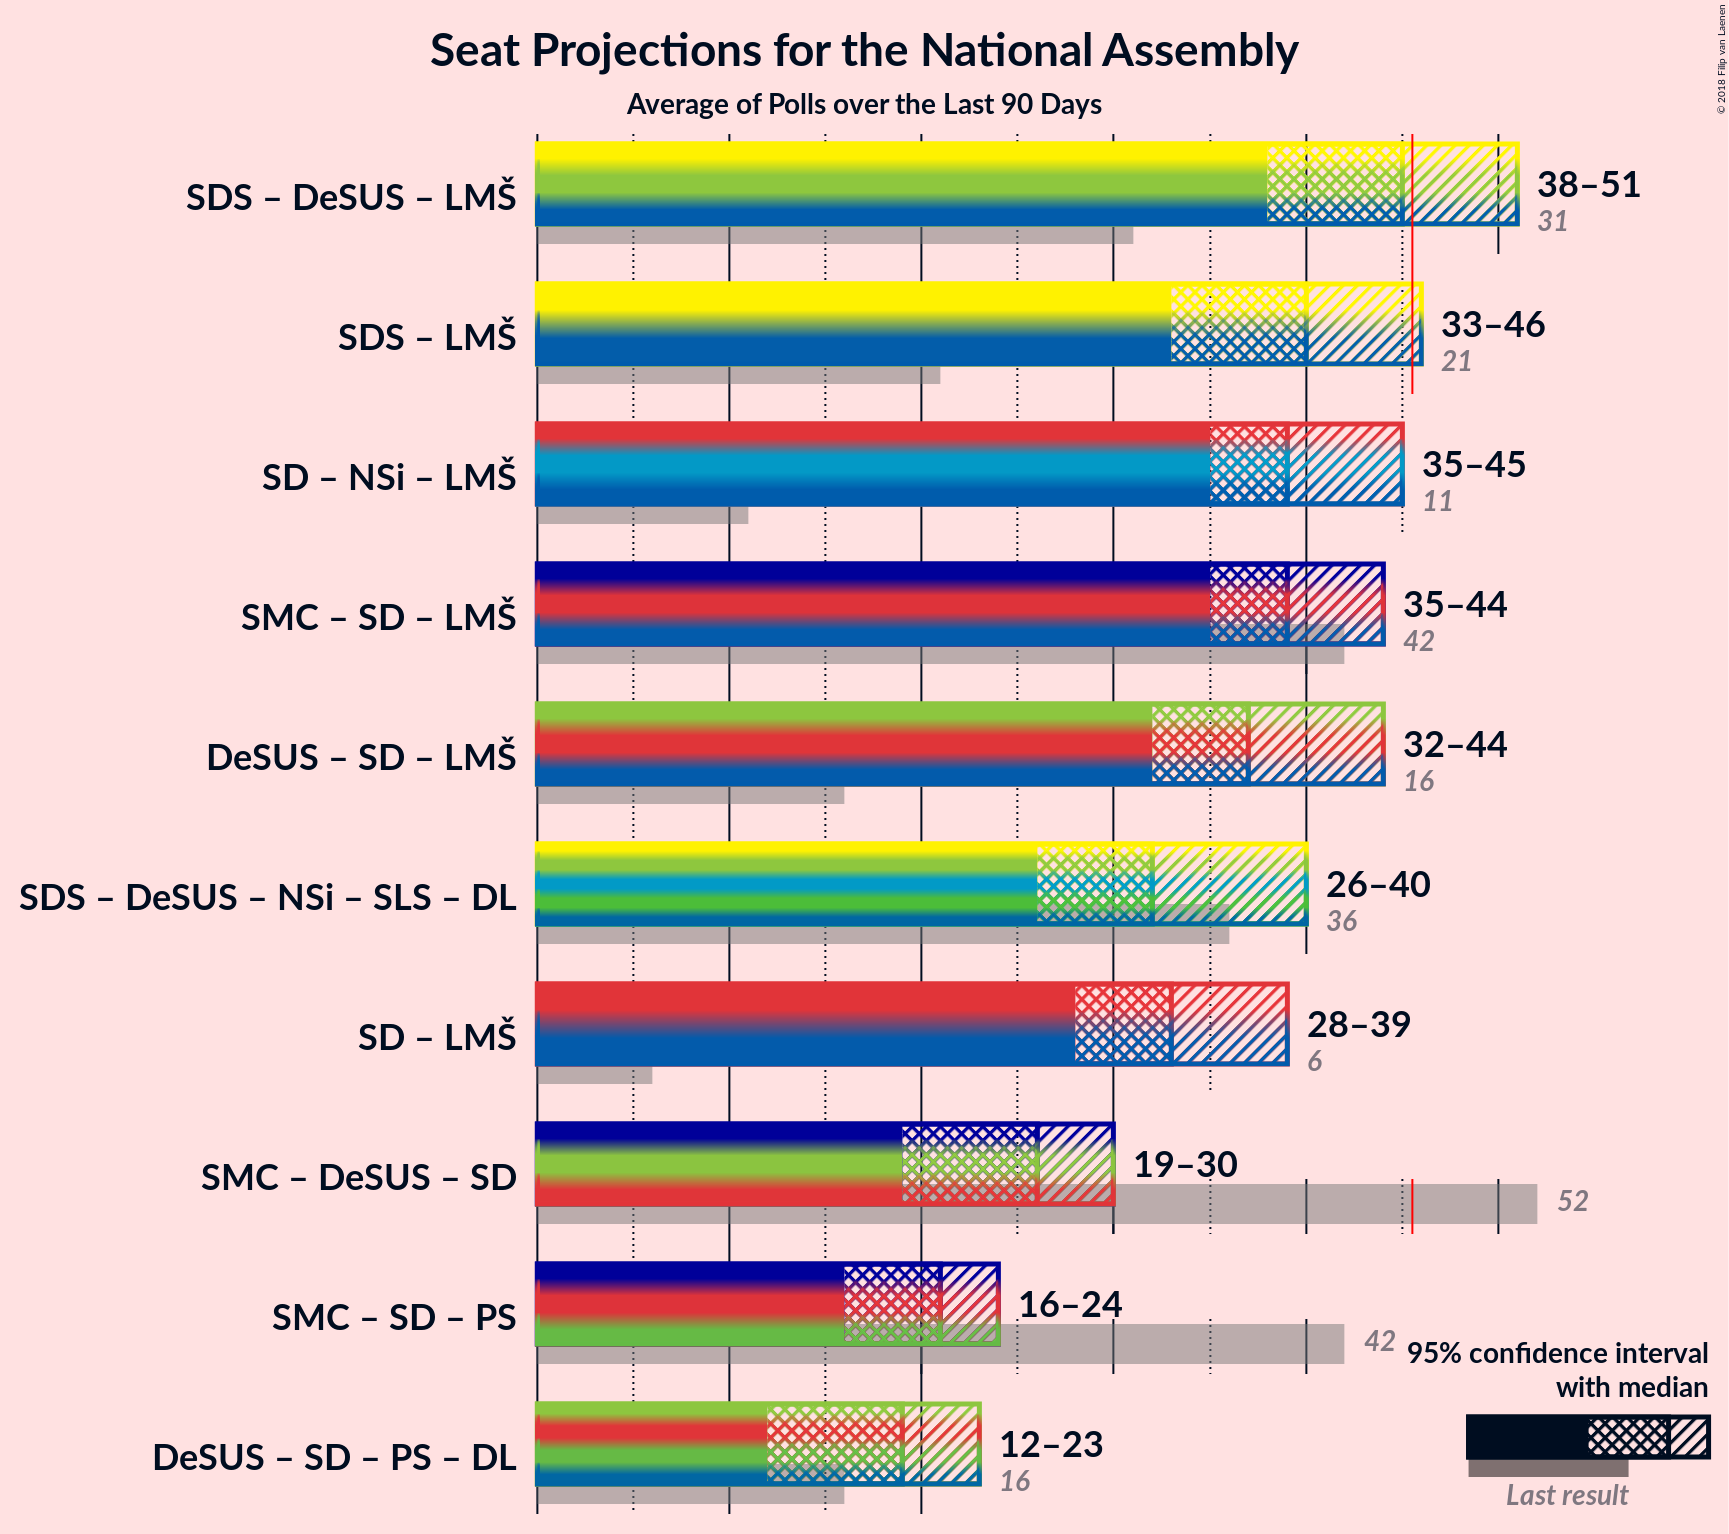 Seat Projections for the National Assembly
Average of Polls over the Last 90 Days
© 2018 Filip van Laenen
SDS – DeSUS – LMŠ
38–51
31
SDS – LMŠ
33–46
21
SD – NSi – LMŠ
35–45
11
SMC – SD – LMŠ
35–44
42
DeSUS – SD – LMŠ
32–44
16
SDS – DeSUS – NSi – SLS – DL
26–40
36
SD – LMŠ
28–39
6
SMC – DeSUS – SD
19–30
52
SMC – SD – PS
16–24
42
DeSUS – SD – PS – DL
12–23
16
95% confidence interval
with median
Last result